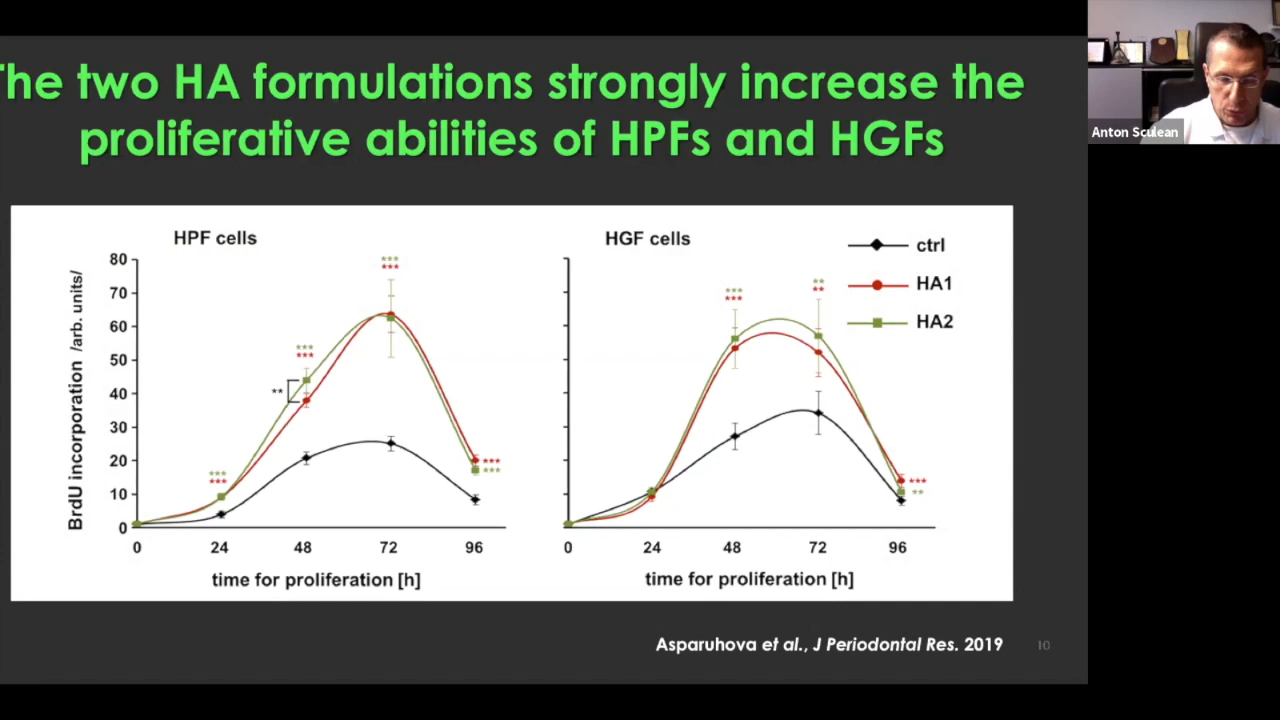 The two HA formulations strongly increase the
proliferative abilities of HPFs and HGFs
Anton Sculean
HPF cells
BrdU incorporation /arb. units/
80
70
60
50
40
30
20
10
0
***
***
***
***
**
***
***
***
***
0 24 48 72 96
time for proliferation [h]
HGF cells
***
***
**
**
***
**
0 24 48 72 96
time for proliferation [h]
ctrl
HA1
HA2
Asparuhova et al., J Periodontal Res. 2019
10